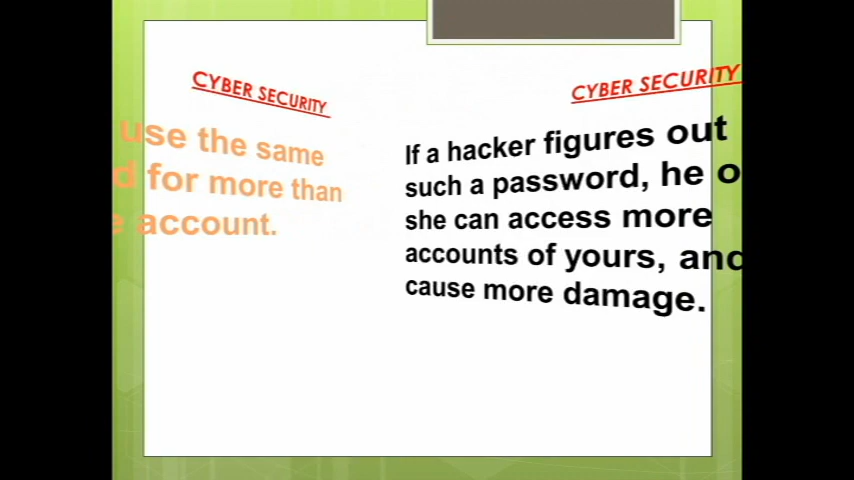 CYBER SECURITY
use the same
d for more than
e account.
CYBER SECURITY
If a hacker figures out
such a password, he o
she can access more
accounts of yours, and
cause more damage.